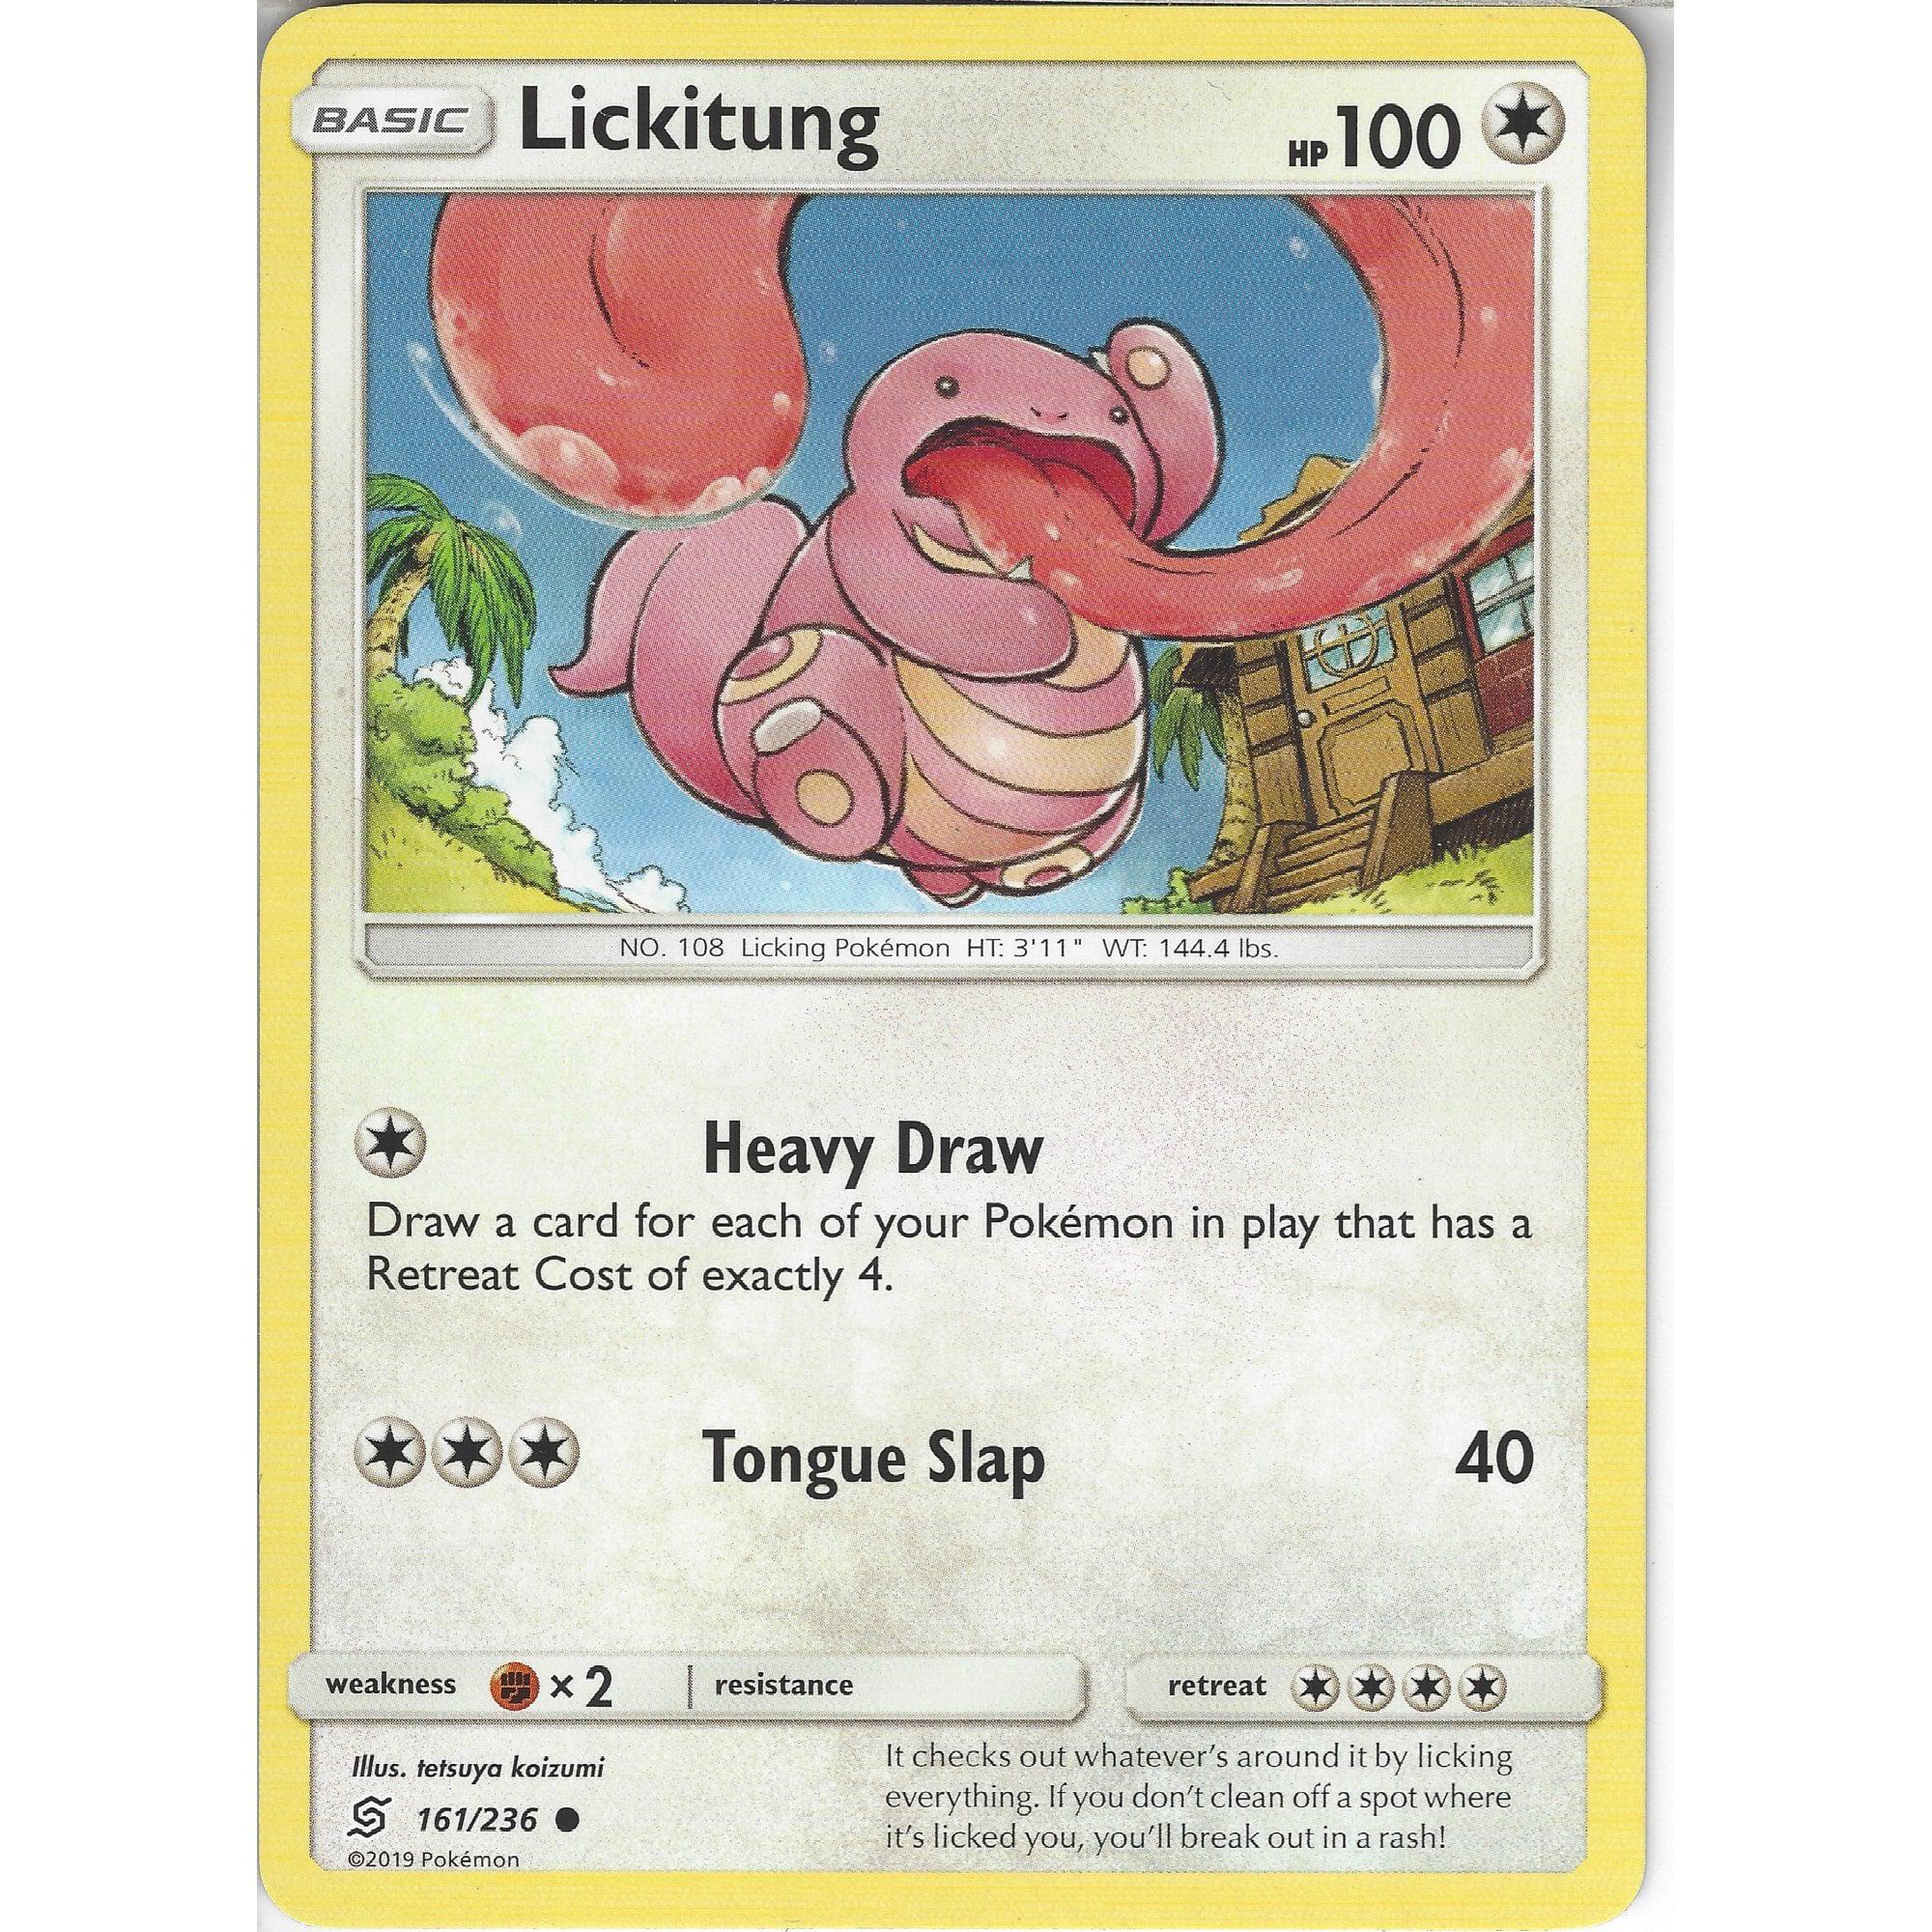 BASIC Lickitung HP 100
NO. 108 Licking Pokémon HT: 3'11" WT: 144.4 lbs.
Heavy Draw
Draw a card for each of your Pokémon in play that has a
Retreat Cost of exactly 4.
Tongue Slap 40
weakness ×2 resistance retreat
Illus. tetsuya koizumi
161/236
©2019 Pokémon
It checks out whatever's around it by licking
everything. If you don't clean off a spot where
it's licked you, you'll break out in a rash!